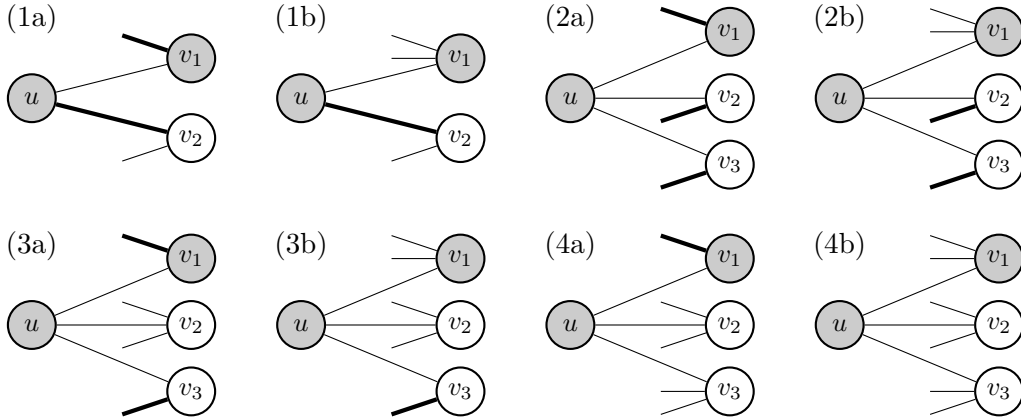 (1a) (1b) (2a) (2b)
v₁ v₁ v₁ v₁
u u u v₂ u v₂
v₂ v₂
v₃ v₃
(3a) (3b) (4a) (4b)
v₁ v₁ v₁ v₁
u v₂ u v₂ u v₂ u v₂
v₃ v₃ v₃ v₃